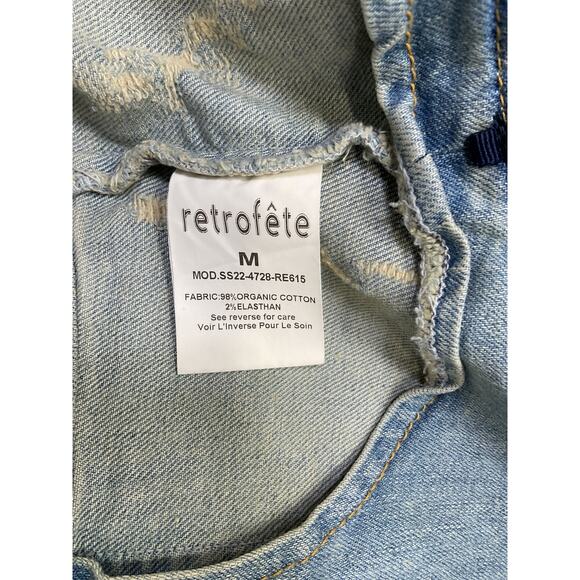 retrofête
M
MOD.SS22-4728-RE615
FABRIC:98%ORGANIC COTTON
2%ELASTHAN
See reverse for care
Voir L'Inverse Pour Le Soin